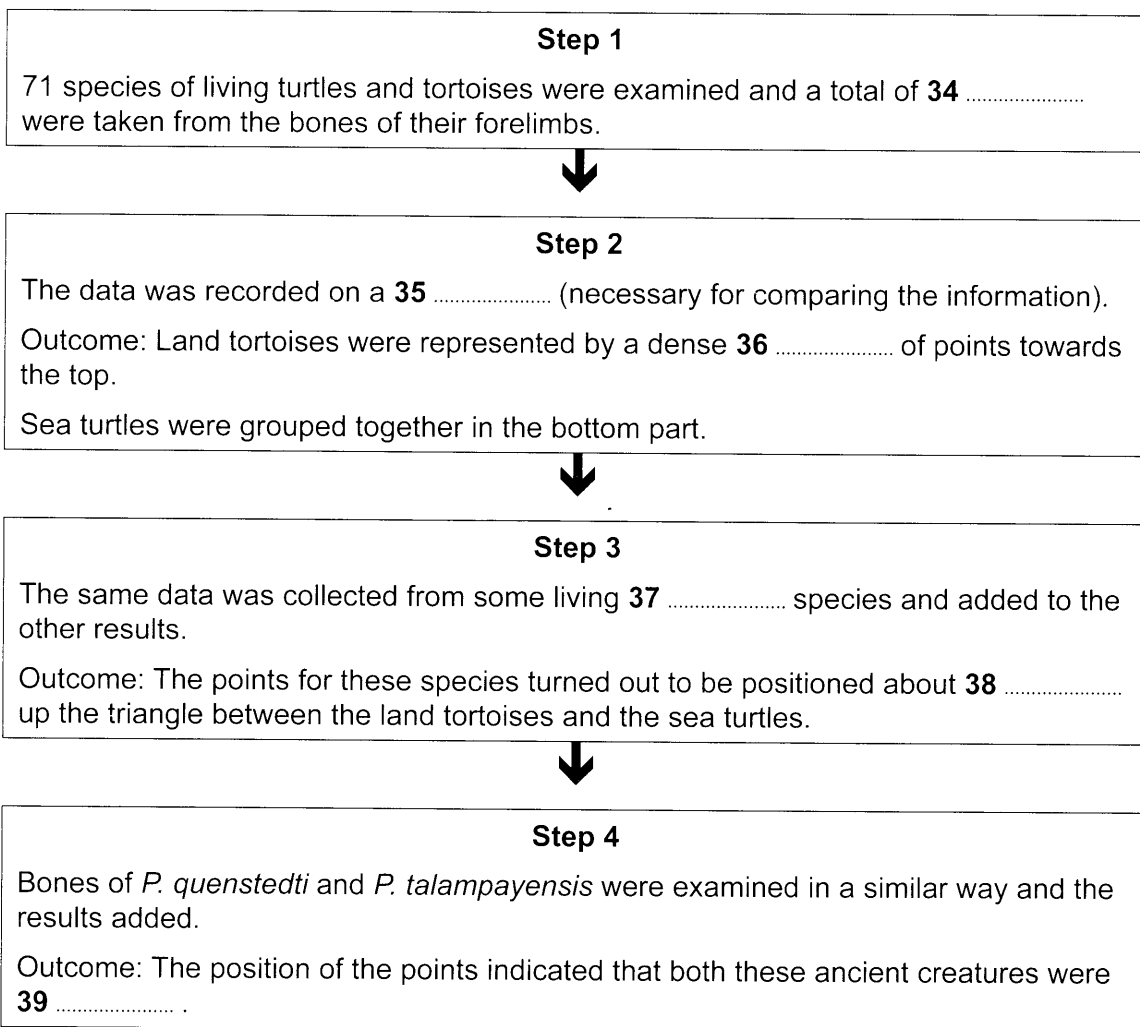 Step 1
71 species of living turtles and tortoises were examined and a total of 34 ......................
were taken from the bones of their forelimbs.
Step 2
The data was recorded on a 35 ...................... (necessary for comparing the information).
Outcome: Land tortoises were represented by a dense 36 ...................... of points towards
the top.
Sea turtles were grouped together in the bottom part.
Step 3
The same data was collected from some living 37 ...................... species and added to the
other results.
Outcome: The points for these species turned out to be positioned about 38 ......................
up the triangle between the land tortoises and the sea turtles.
Step 4
Bones of P. quenstedti and P. talampayensis were examined in a similar way and the
results added.
Outcome: The position of the points indicated that both these ancient creatures were
39 ...................... .